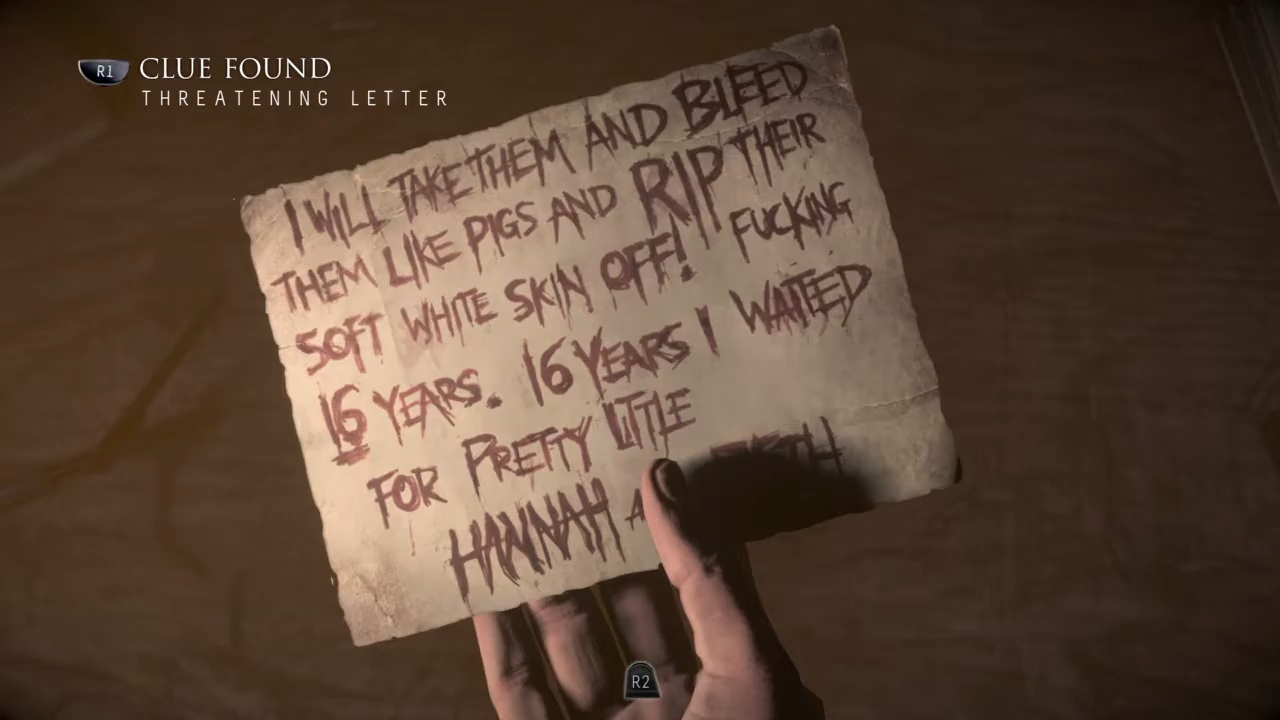 R1 CLUE FOUND
THREATENING LETTER
I WILL TAKE THEM AND BLEED
THEM LIKE PIGS AND RIP THEIR
SOFT WHITE SKIN OFF! FUCKING
16 YEARS. 16 YEARS I WAITED
FOR PRETTY LITTLE
HANNAH
R2